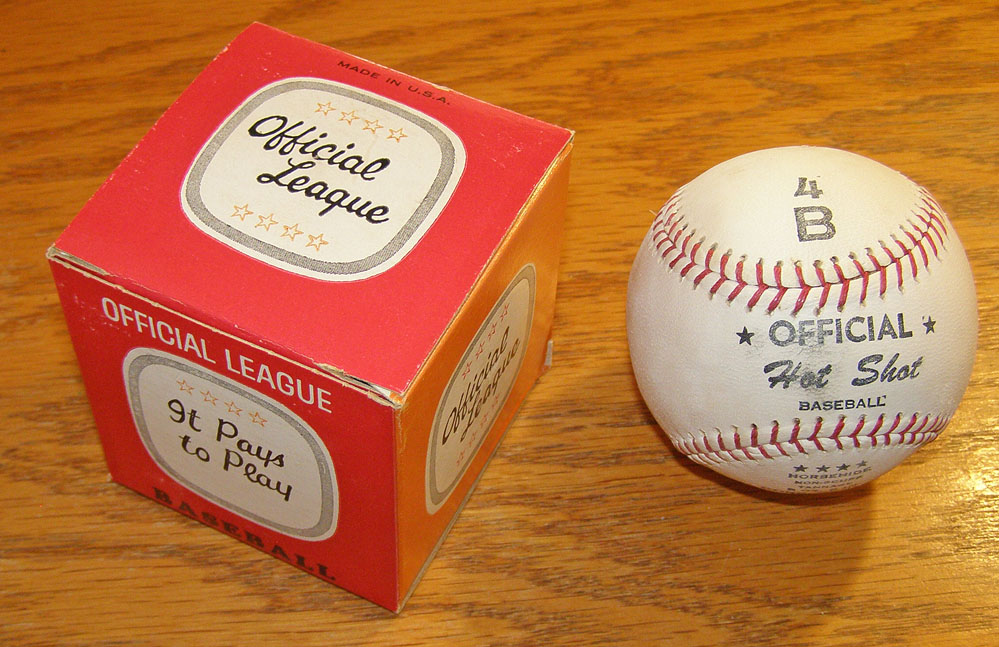 MADE IN U.S.A.
Official
League
OFFICIAL LEAGUE
It Pays
to Play
BASEBALL
Official
League
4
B
★ OFFICIAL ★
Hot Shot
BASEBALL
★★★★
HORSEHIDE